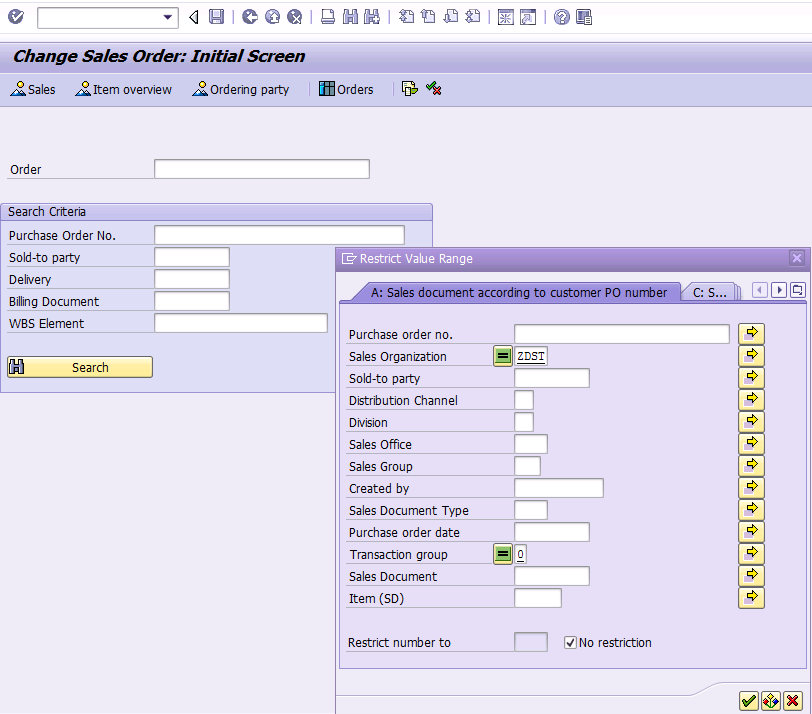 Change Sales Order: Initial Screen
Sales Item overview Ordering party Orders
Order
Search Criteria
Purchase Order No.
Sold-to party
Delivery
Billing Document
WBS Element
Search
Restrict Value Range
A: Sales document according to customer PO number C: S...
Purchase order no.
Sales Organization ZDST
Sold-to party
Distribution Channel
Division
Sales Office
Sales Group
Created by
Sales Document Type
Purchase order date
Transaction group 0
Sales Document
Item (SD)
Restrict number to No restriction